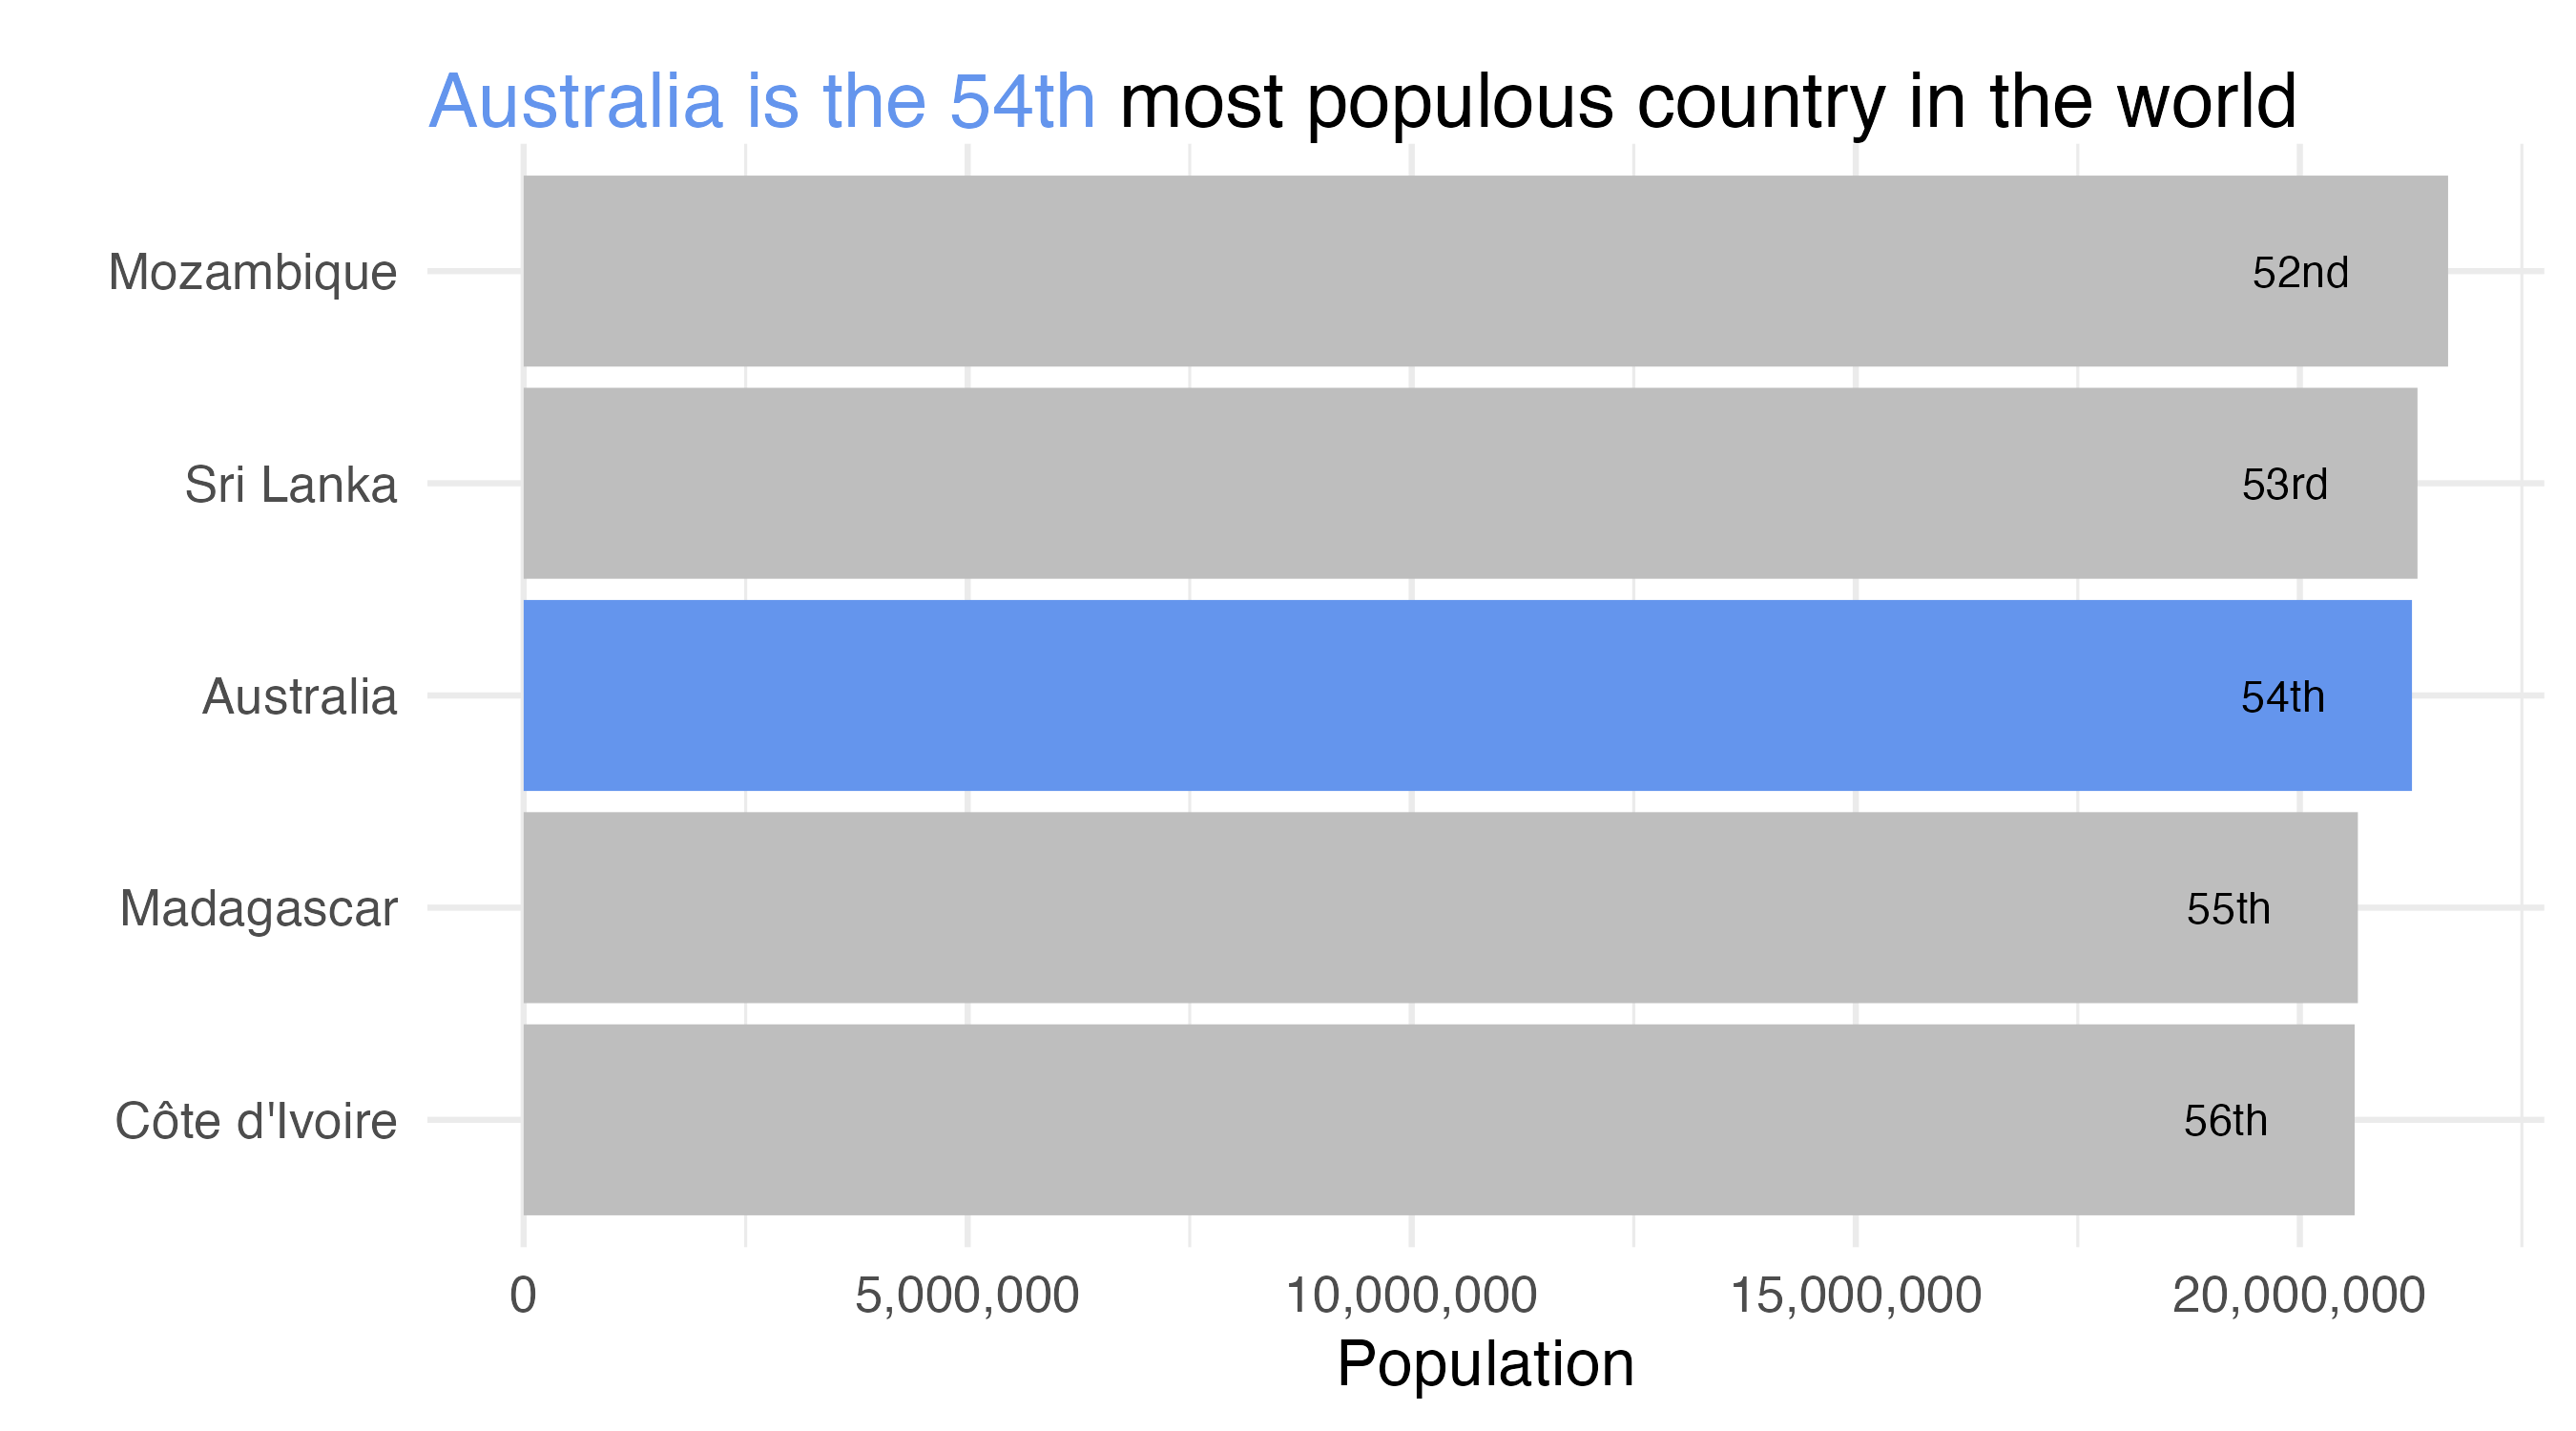 Australia is the 54th most populous country in the world
Mozambique 52nd
Sri Lanka 53rd
Australia 54th
Madagascar 55th
Côte d'Ivoire 56th
0 5,000,000 10,000,000 15,000,000 20,000,000
Population